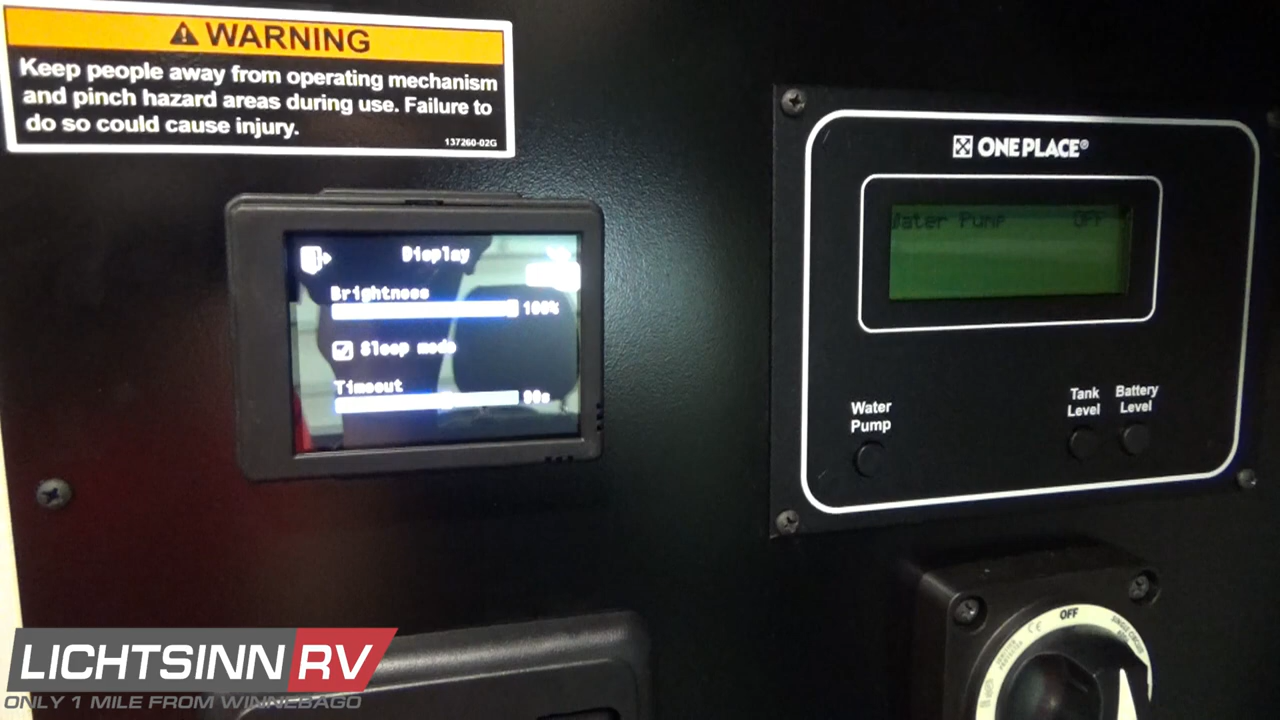 WARNING
Keep people away from operating mechanism
and pinch hazard areas during use. Failure to
do so could cause injury.
137260-02G
Display
Brightness
100%
Sleep mode
Timeout
ONE PLACE®
Water Pump OFF
Water
Pump
Tank
Level
Battery
Level
OFF
LICHTSINN RV
ONLY 1 MILE FROM WINNEBAGO